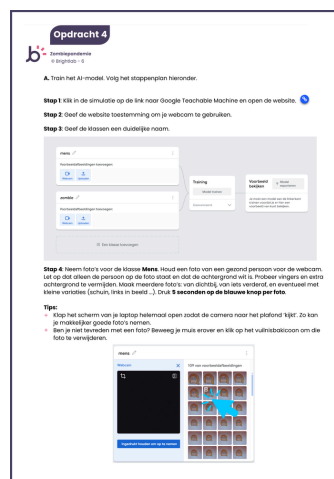 Opdracht 4
Zombiepandemie
© Brightlab - 6
A. Train het AI-model. Volg het stappenplan hieronder.
Stap 1: Klik in de simulatie op de link naar Google Teachable Machine en open de website.
Stap 2: Geef de website toestemming om je webcam te gebruiken.
Stap 3: Geef de klassen een duidelijke naam.
mens
Voorbeeldafbeeldingen toevoegen:
Webcam
Uploaden
zombie
Voorbeeldafbeeldingen toevoegen:
Webcam
Uploaden
Een klasse toevoegen
Training
Model trainen
Geavanceerd
Voorbeeld bekijken
Model exporteren
Stap 4: Neem foto's voor de klasse Mens. Houd een foto van een gezond persoon voor de webcam.
Let op dat alleen de persoon op de foto staat en dat de achtergrond wit is. Probeer vingers en extra
achtergrond te vermijden. Maak meerdere foto's: van dichtbij, van iets verderaf, en eventueel met
kleine variaties (schuin, links in beeld ...). Druk 5 seconden op de blauwe knop per foto.
Tips:
Klap het scherm van je laptop helemaal open zodat de camera naar het plafond 'kijkt'. Zo kan
je makkelijker goede foto's nemen.
Ben je niet tevreden met een foto? Beweeg je muis erover en klik op het vuilnisbakicoon om die
foto te verwijderen.
mens
Webcam
109 van voorbeeldafbeeldingen
Ingedrukt houden om op te nemen